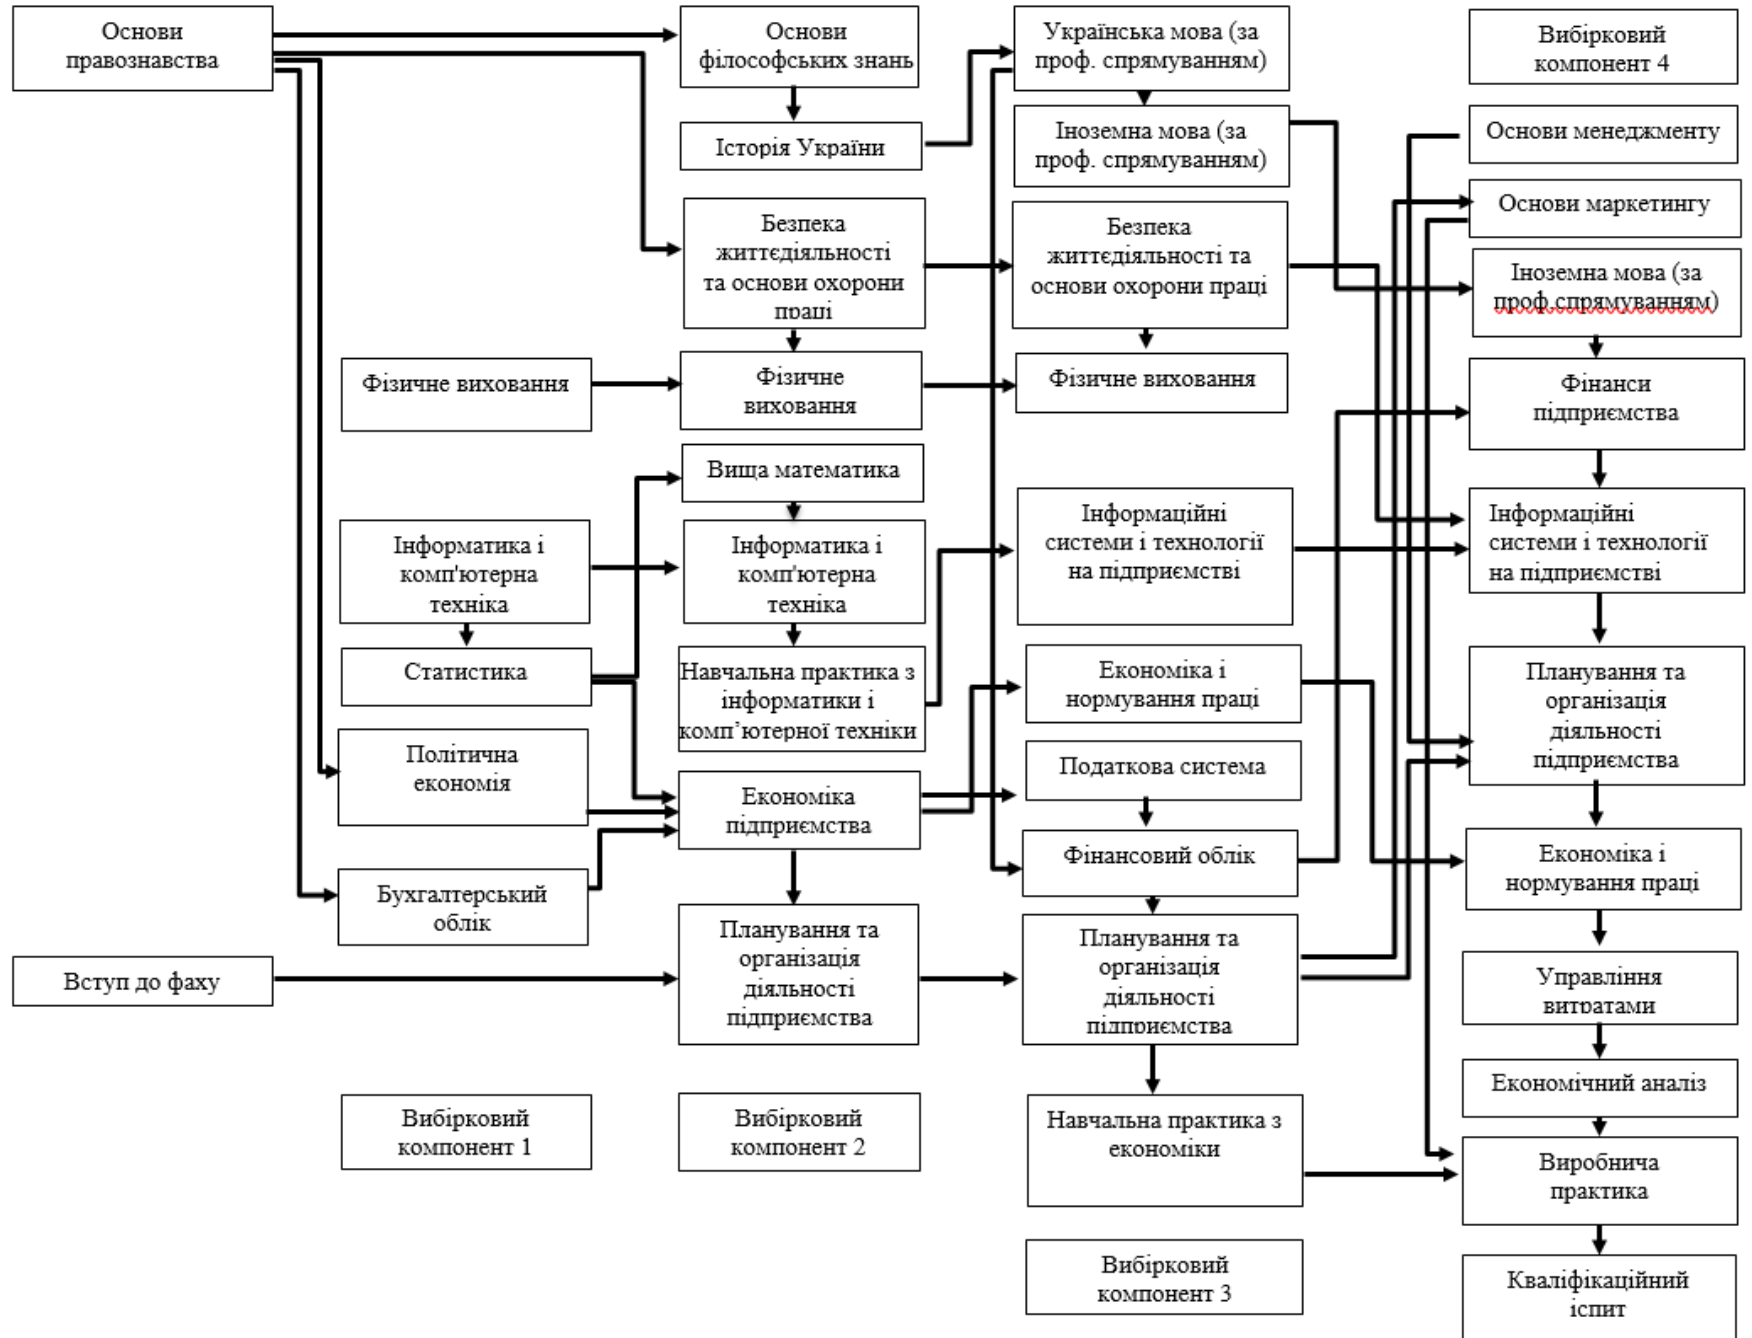 Основи
правознавства
Вступ до фаху
Фізичне виховання
Інформатика і
комп'ютерна
техніка
Статистика
Політична
економія
Бухгалтерський
облік
Вибірковий
компонент 1
Основи
філософських знань
Історія України
Безпека
життєдіяльності
та основи охорони
праці
Фізичне
виховання
Вища математика
Інформатика і
комп'ютерна
техніка
Навчальна практика з
інформатики і
комп’ютерної техніки
Економіка
підприємства
Планування та
організація
діяльності
підприємства
Вибірковий
компонент 2
Українська мова (за
проф. спрямуванням)
Іноземна мова (за
проф. спрямуванням)
Безпека
життєдіяльності та
основи охорони праці
Фізичне виховання
Інформаційні
системи і технології
на підприємстві
Економіка і
нормування праці
Податкова система
Фінансовий облік
Планування та
організація
діяльності
підприємства
Навчальна практика з
економіки
Вибірковий
компонент 3
Вибірковий
компонент 4
Основи менеджменту
Основи маркетингу
Іноземна мова (за
проф.спрямуванням)
Фінанси
підприємства
Інформаційні
системи і технології
на підприємстві
Планування та
організація
діяльності
підприємства
Економіка і
нормування праці
Управління
витратами
Економічний аналіз
Виробнича
практика
Кваліфікаційний
іспит